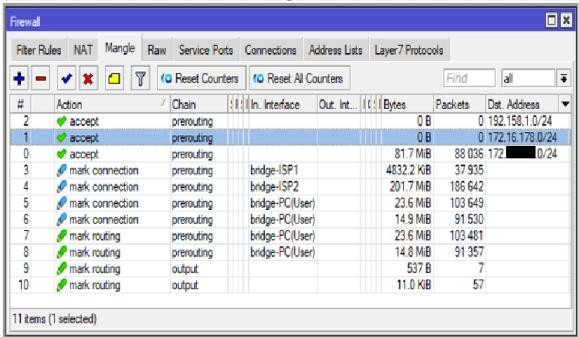 Firewall
Filter Rules NAT Mangle Raw Service Ports Connections Address Lists Layer7 Protocols
Reset Counters Reset All Counters Find all
# Action Chain In. Interface Out. Int... Bytes Packets Dst. Address
2 accept prerouting 0 B 0 192.158.1.0/24
1 accept prerouting 0 B 0 172.16.178.0/24
0 accept prerouting 81.7 MiB 88 036 172. .0/24
3 mark connection prerouting bridge-ISP1 4832.2 KiB 37 935
4 mark connection prerouting bridge-ISP2 201.7 MiB 186 642
5 mark connection prerouting bridge-PC(User) 23.6 MiB 103 649
6 mark connection prerouting bridge-PC(User) 14.9 MiB 91 530
7 mark routing prerouting bridge-PC(User) 23.6 MiB 103 481
8 mark routing prerouting bridge-PC(User) 14.8 MiB 91 357
9 mark routing output 537 B 7
10 mark routing output 11.0 KiB 57
11 items (1 selected)